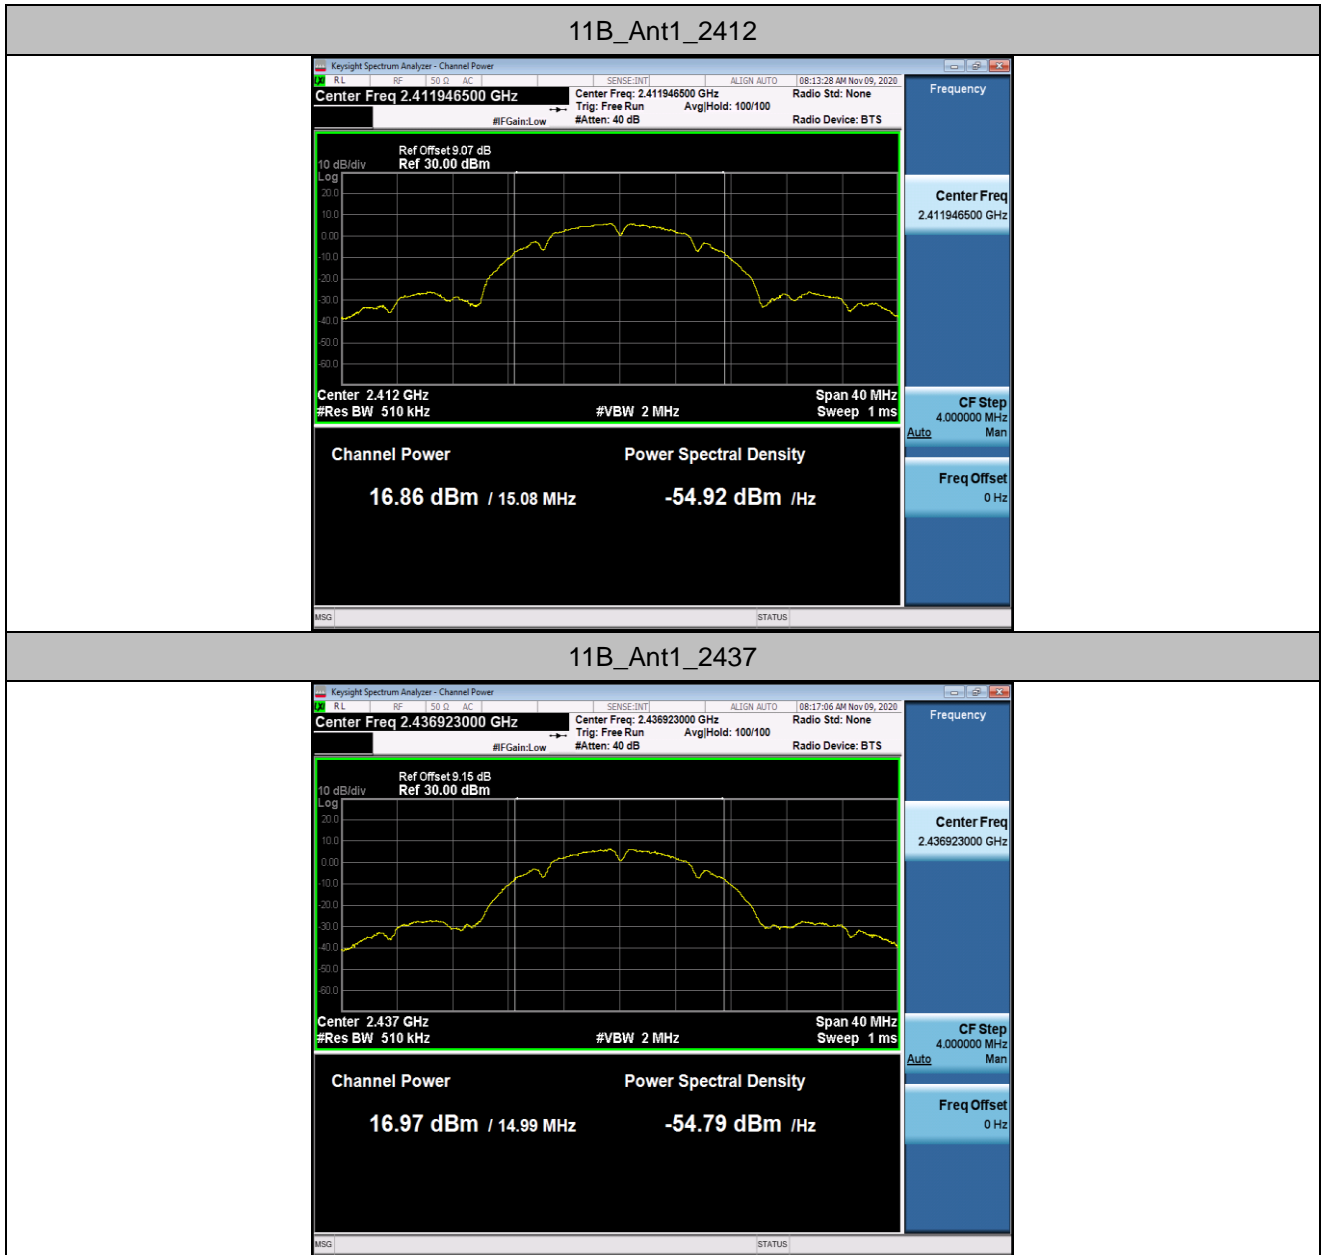 11B_Ant1_2412
Keysight Spectrum Analyzer - Channel Power
LXI RL RF 50 Ω AC SENSE:INT ALIGN AUTO 08:13:28 AM Nov 09, 2020
Center Freq 2.411946500 GHz
Center Freq: 2.411946500 GHz
Radio Std: None
Trig: Free Run Avg|Hold: 100/100
#IFGain:Low #Atten: 40 dB Radio Device: BTS
Frequency
Ref Offset 9.07 dB
10 dB/div Ref 30.00 dBm
Log
20.0
10.0
0.00
-10.0
-20.0
-30.0
-40.0
-50.0
-60.0
Center 2.412 GHz Span 40 MHz
#Res BW 510 kHz #VBW 2 MHz Sweep 1 ms
Center Freq
2.411946500 GHz
CF Step
4.000000 MHz
Auto Man
Freq Offset
0 Hz
Channel Power Power Spectral Density
16.86 dBm / 15.08 MHz -54.92 dBm /Hz
MSG STATUS
11B_Ant1_2437
Keysight Spectrum Analyzer - Channel Power
LXI RL RF 50 Ω AC SENSE:INT ALIGN AUTO 08:17:06 AM Nov 09, 2020
Center Freq 2.436923000 GHz
Center Freq: 2.436923000 GHz
Radio Std: None
Trig: Free Run Avg|Hold: 100/100
#IFGain:Low #Atten: 40 dB Radio Device: BTS
Frequency
Ref Offset 9.15 dB
10 dB/div Ref 30.00 dBm
Log
20.0
10.0
0.00
-10.0
-20.0
-30.0
-40.0
-50.0
-60.0
Center 2.437 GHz Span 40 MHz
#Res BW 510 kHz #VBW 2 MHz Sweep 1 ms
Center Freq
2.436923000 GHz
CF Step
4.000000 MHz
Auto Man
Freq Offset
0 Hz
Channel Power Power Spectral Density
16.97 dBm / 14.99 MHz -54.79 dBm /Hz
MSG STATUS